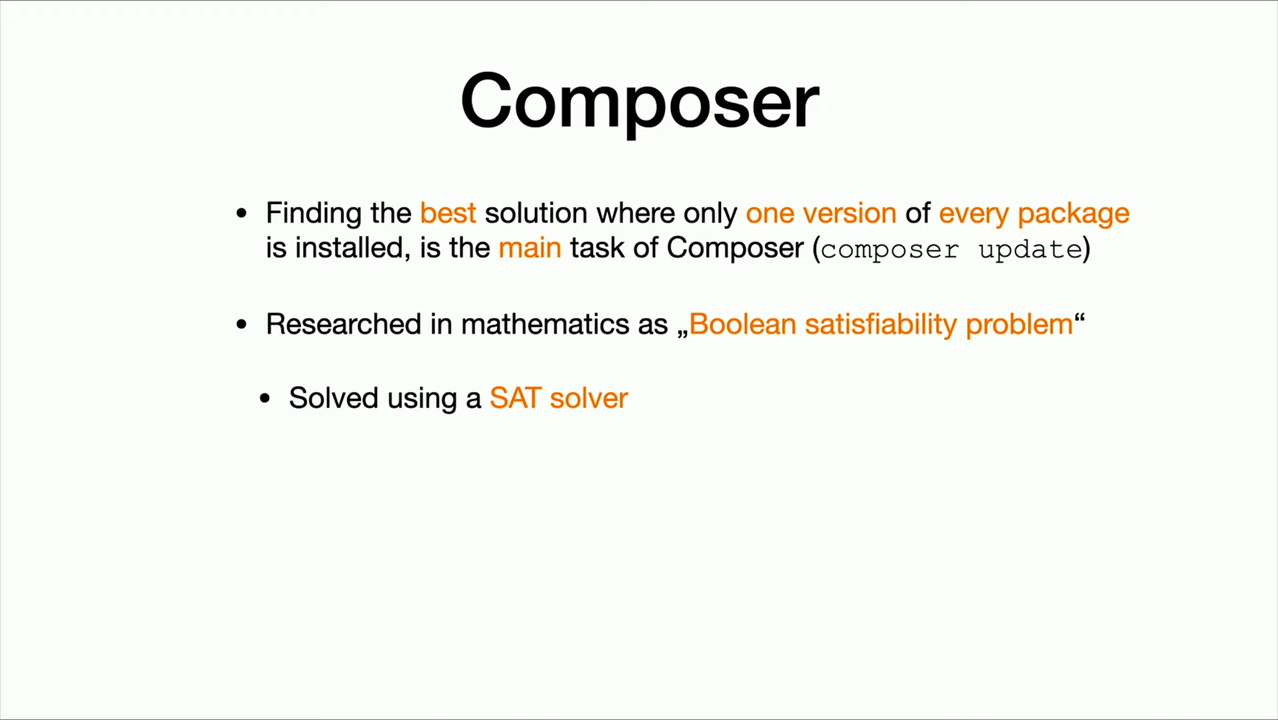 Composer
• Finding the best solution where only one version of every package
is installed, is the main task of Composer (composer update)
• Researched in mathematics as „Boolean satisfiability problem“
• Solved using a SAT solver